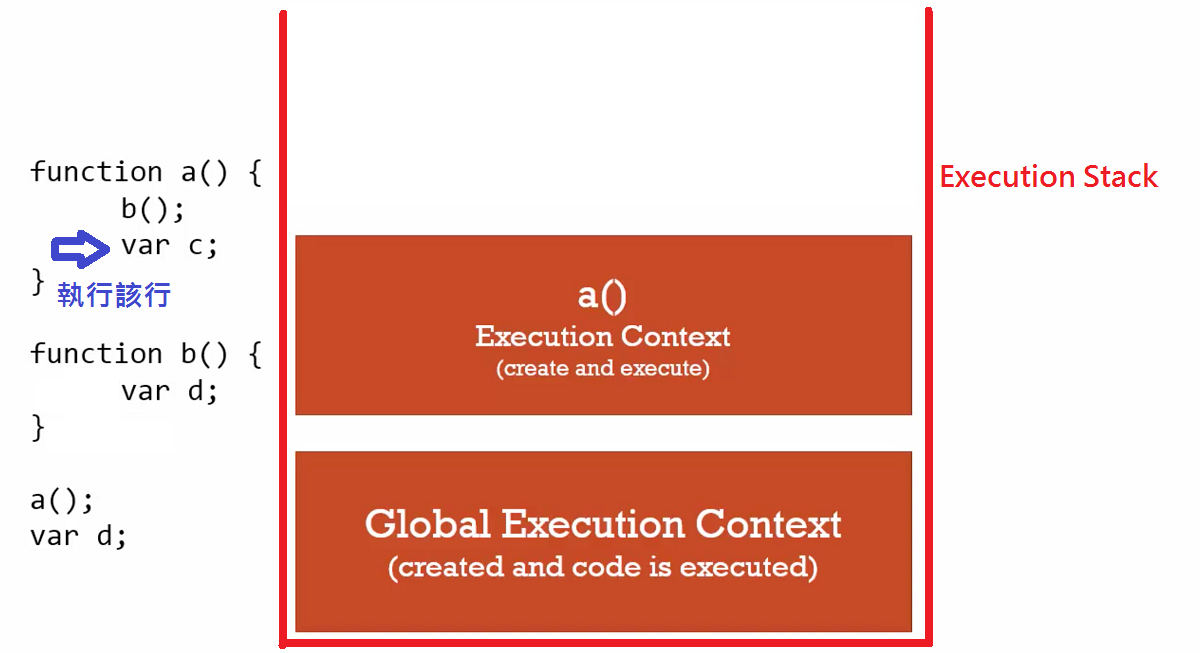 function a() {
b();
var c;
}
執行該行
function b() {
var d;
}
a();
var d;
Execution Stack
a()
Execution Context
(create and execute)
Global Execution Context
(created and code is executed)